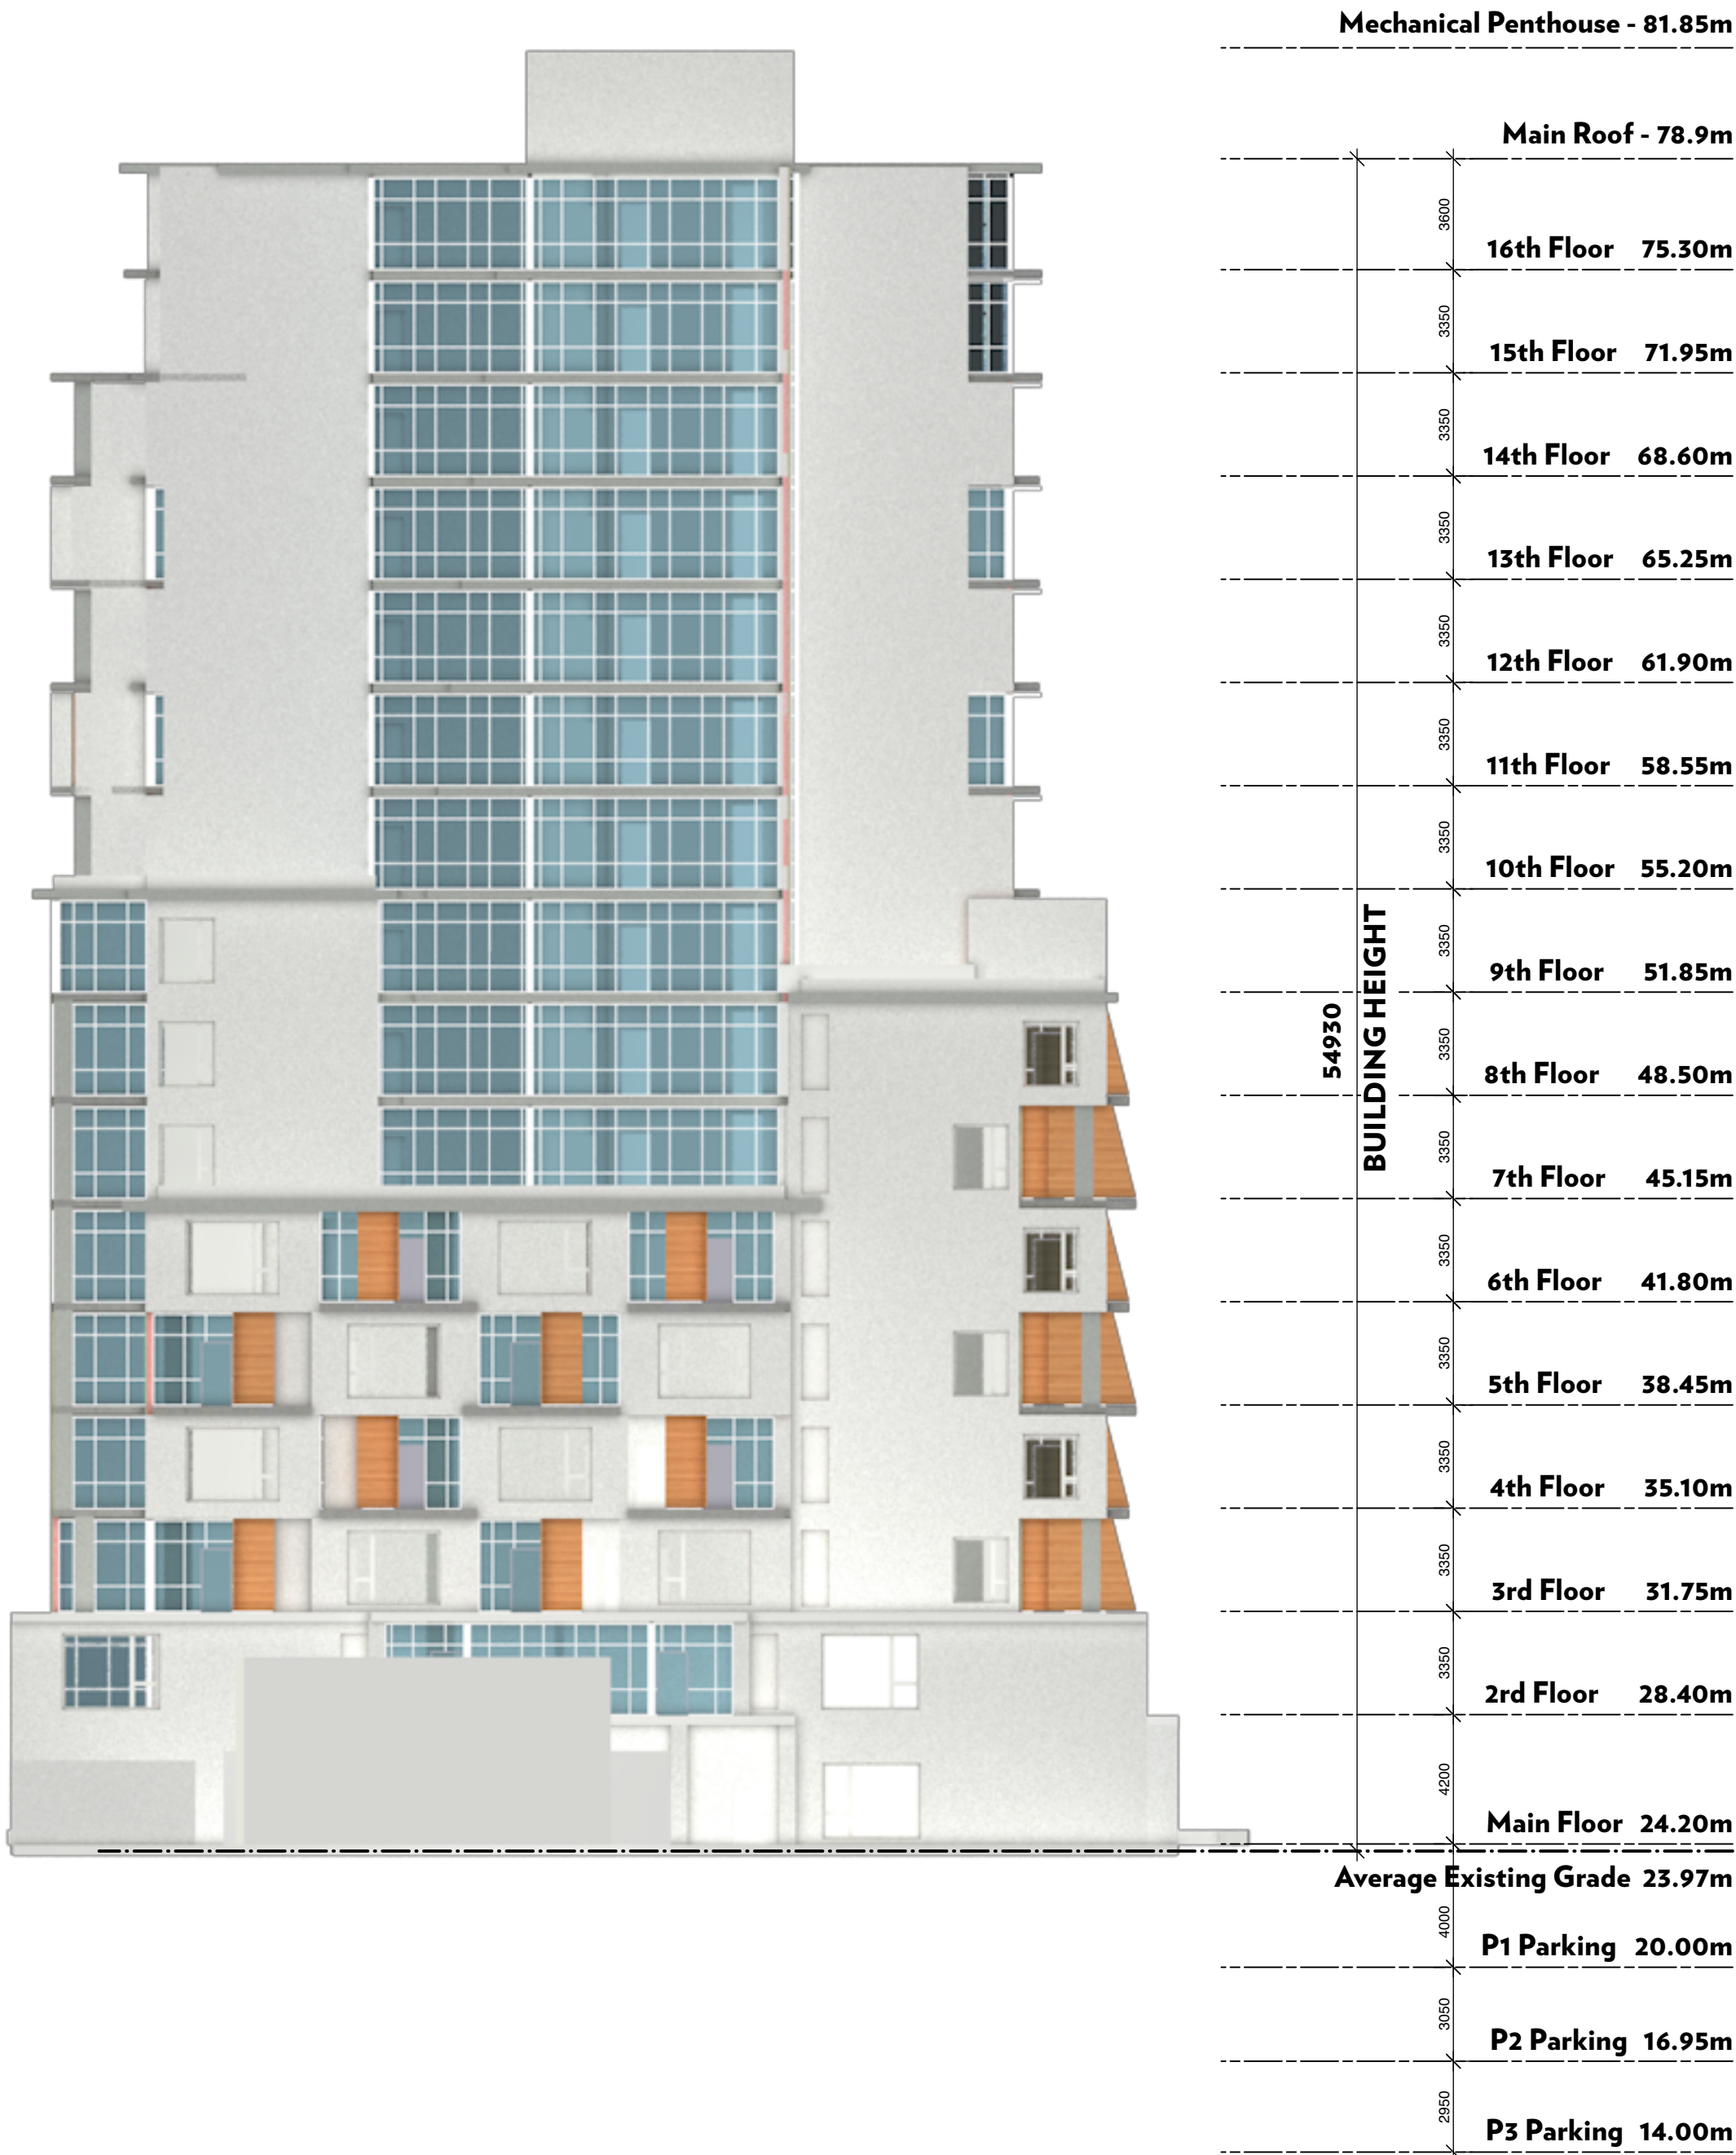 Mechanical Penthouse - 81.85m
Main Roof - 78.9m
3600
16th Floor 75.30m
3350
15th Floor 71.95m
3350
14th Floor 68.60m
3350
13th Floor 65.25m
3350
12th Floor 61.90m
3350
11th Floor 58.55m
3350
10th Floor 55.20m
3350
9th Floor 51.85m
54930
BUILDING HEIGHT
3350
8th Floor 48.50m
3350
7th Floor 45.15m
3350
6th Floor 41.80m
3350
5th Floor 38.45m
3350
4th Floor 35.10m
3350
3rd Floor 31.75m
3350
2rd Floor 28.40m
4200
Main Floor 24.20m
Average Existing Grade 23.97m
4000
P1 Parking 20.00m
3050
P2 Parking 16.95m
2950
P3 Parking 14.00m